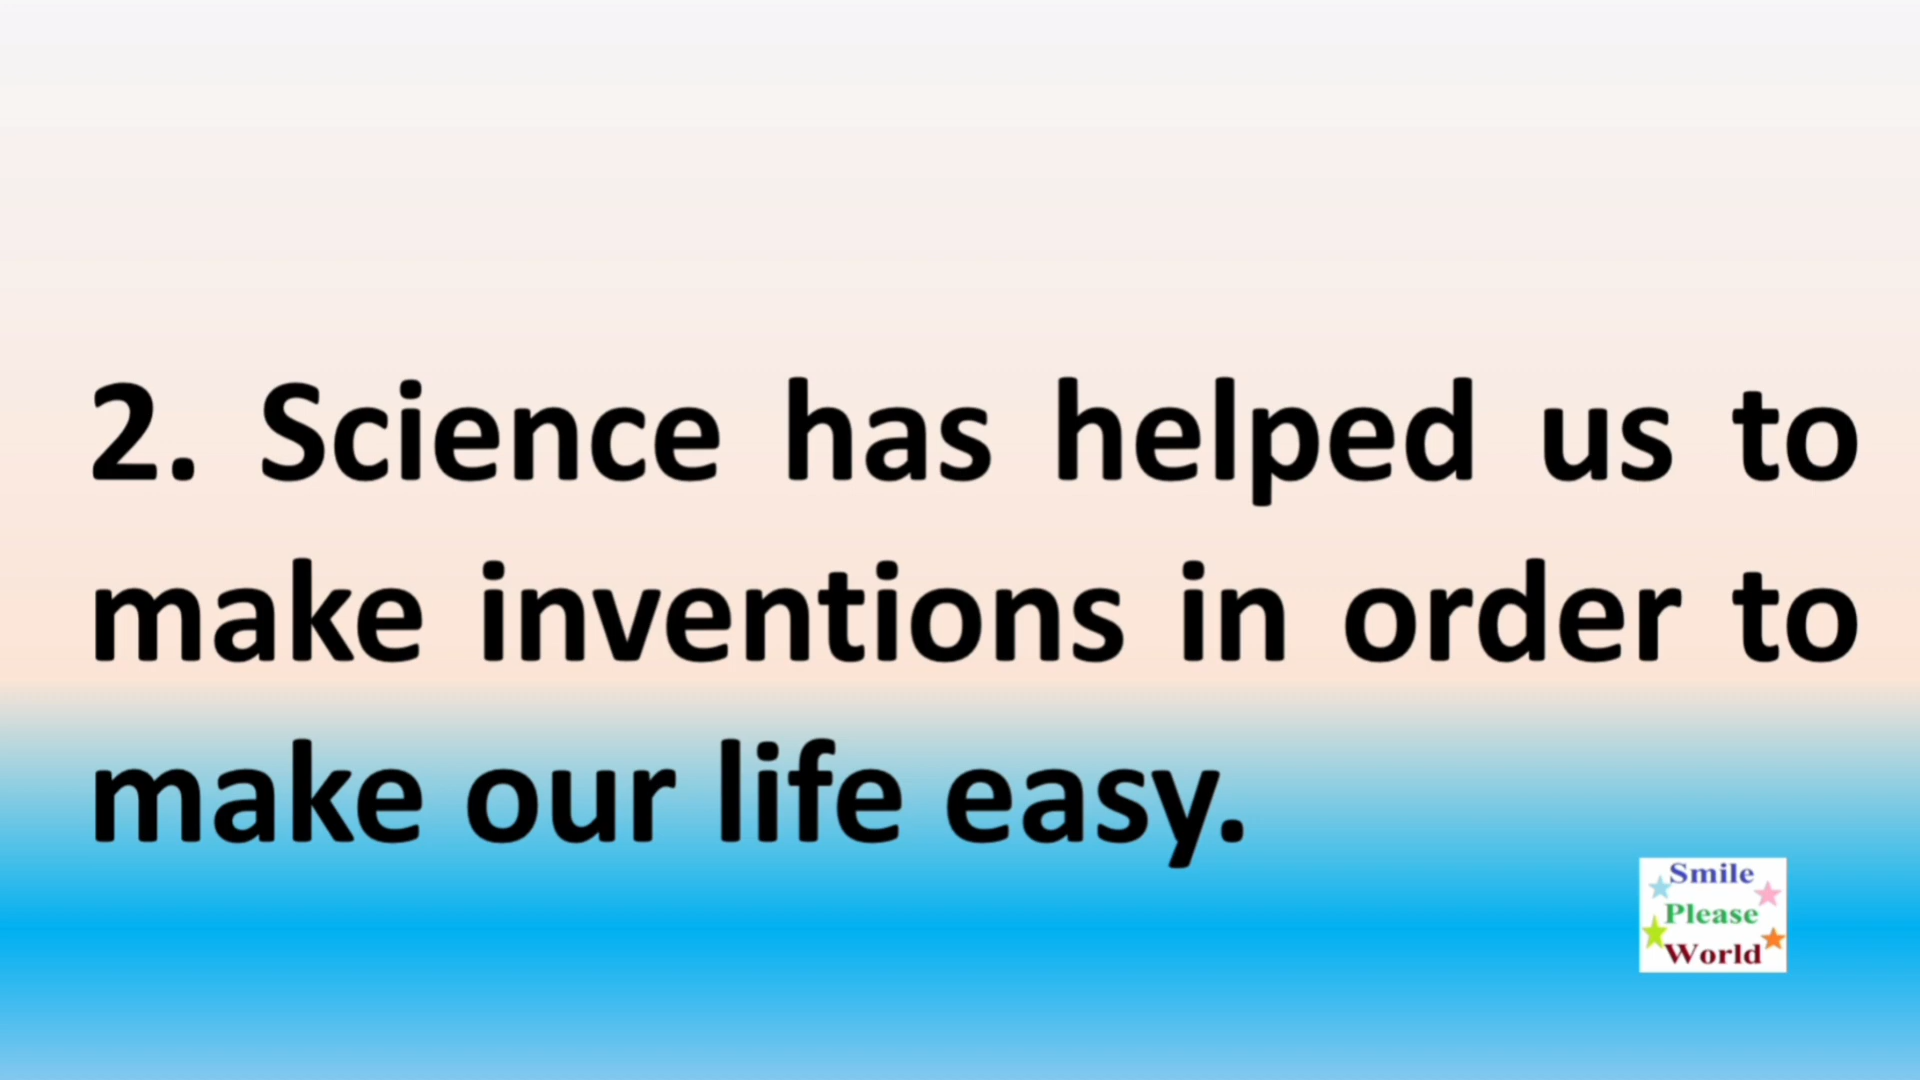 2. Science has helped us to
make inventions in order to
make our life easy.
Smile
Please
World